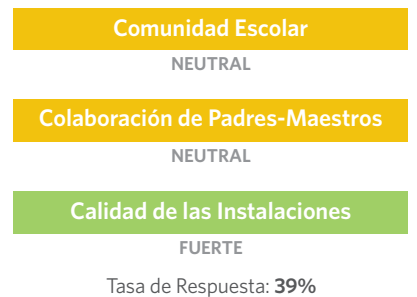 Comunidad Escolar
NEUTRAL
Colaboración de Padres-Maestros
NEUTRAL
Calidad de las Instalaciones
FUERTE
Tasa de Respuesta: 39%